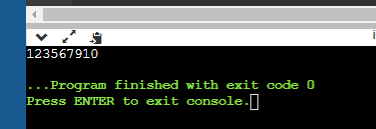 123567910
...Program finished with exit code 0
Press ENTER to exit console.